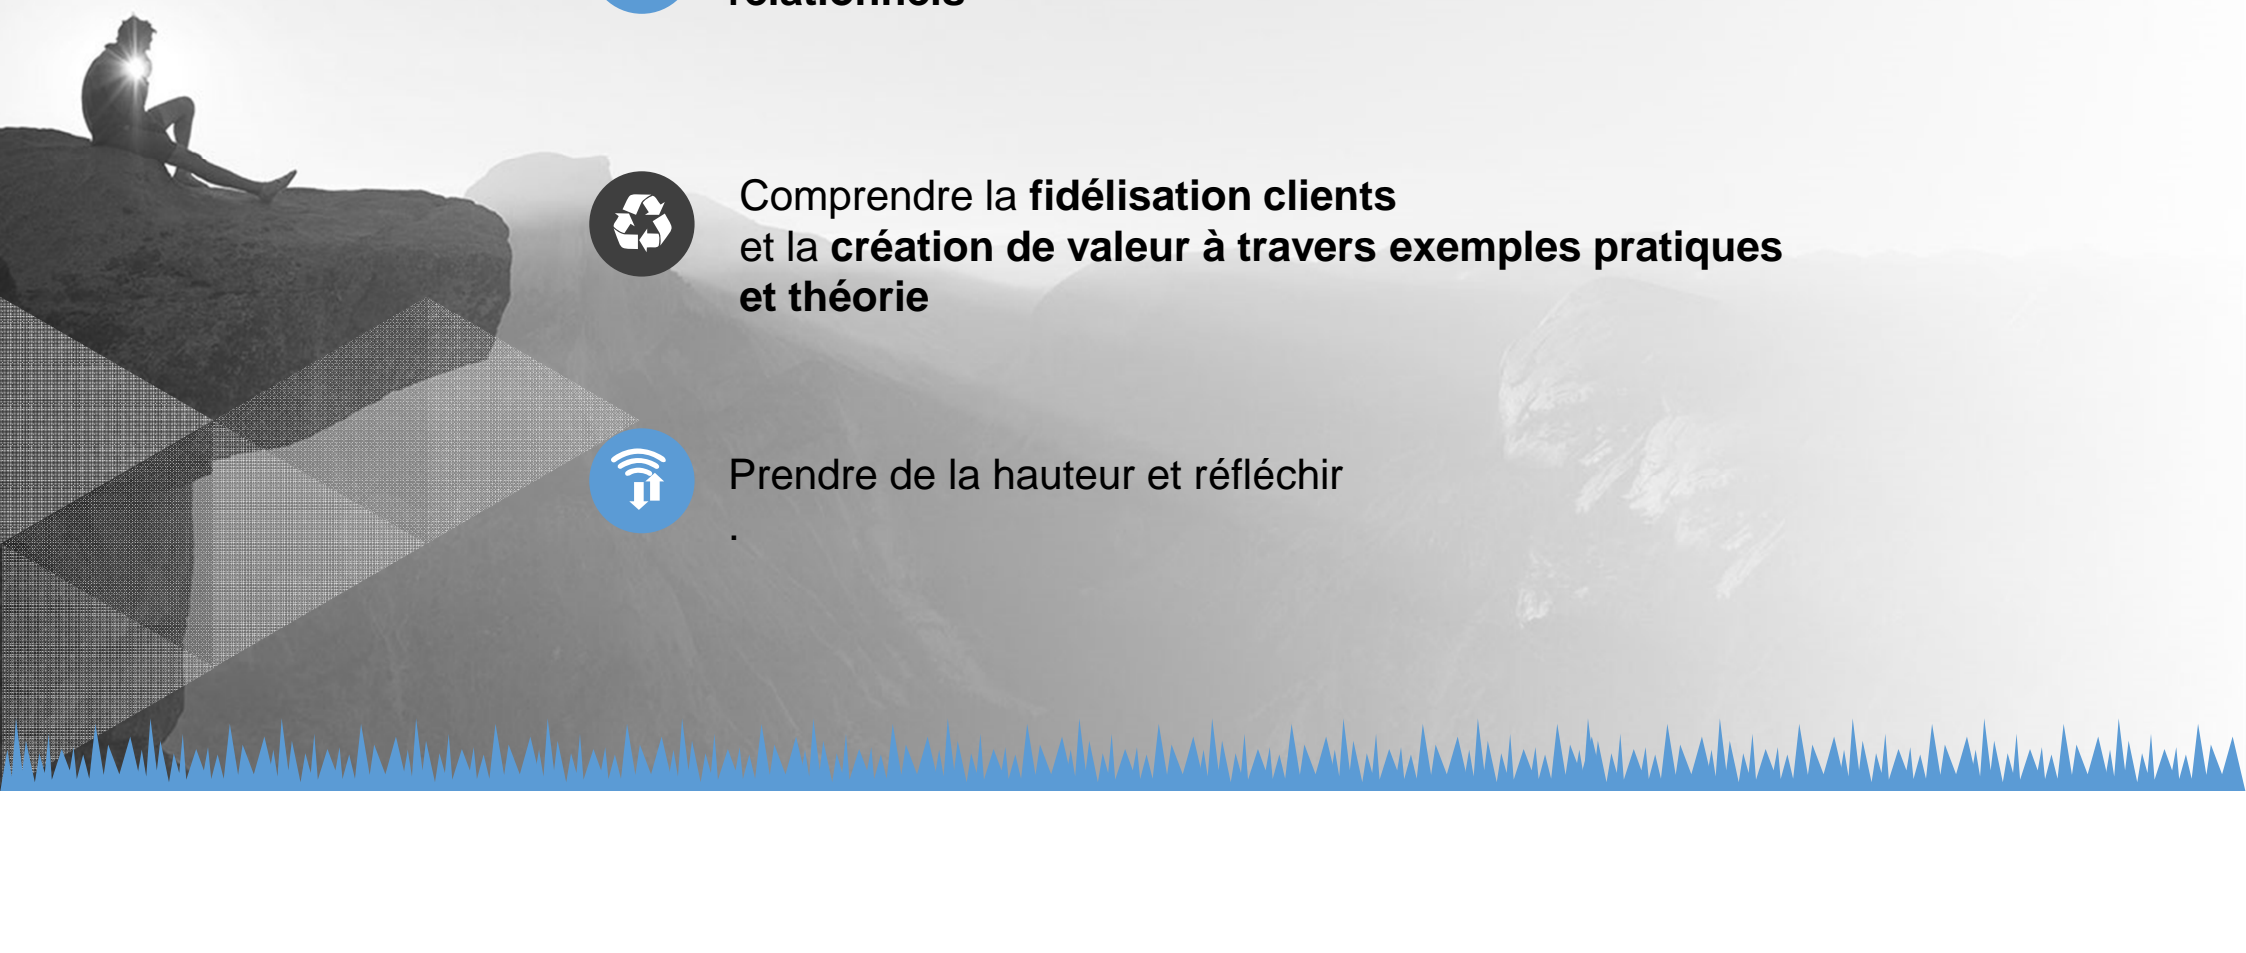 relationnels
Comprendre la fidélisation clients
et la création de valeur à travers exemples pratiques
et théorie
Prendre de la hauteur et réfléchir
.